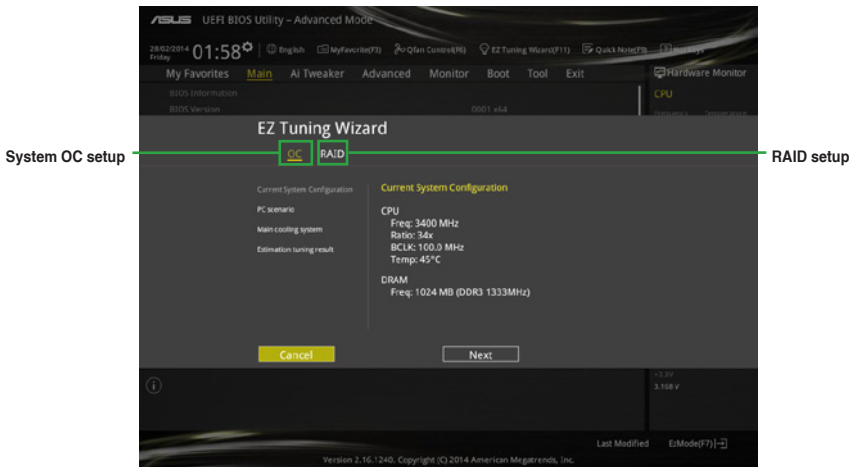 ASUS UEFI BIOS Utility – Advanced Mode
28/02/2014 Friday 01:58 English MyFavorite(F3) Qfan Control(F6) EZ Tuning Wizard(F11) Quick Note(F9)
My Favorites Main Ai Tweaker Advanced Monitor Boot Tool Exit Hardware Monitor
BIOS Information CPU
BIOS Version 0001 x64 Frequency Temperature
EZ Tuning Wizard
System OC setup OC RAID RAID setup
Current System Configuration
PC scenario
Main cooling system
Estimation tuning result
Current System Configuration
CPU
Freq: 3400 MHz
Ratio: 34x
BCLK: 100.0 MHz
Temp: 45°C
DRAM
Freq: 1024 MB (DDR3 1333MHz)
Cancel Next
+3.3V
3.168 V
Last Modified EzMode(F7)
Version 2.16.1240. Copyright (C) 2014 American Megatrends, Inc.